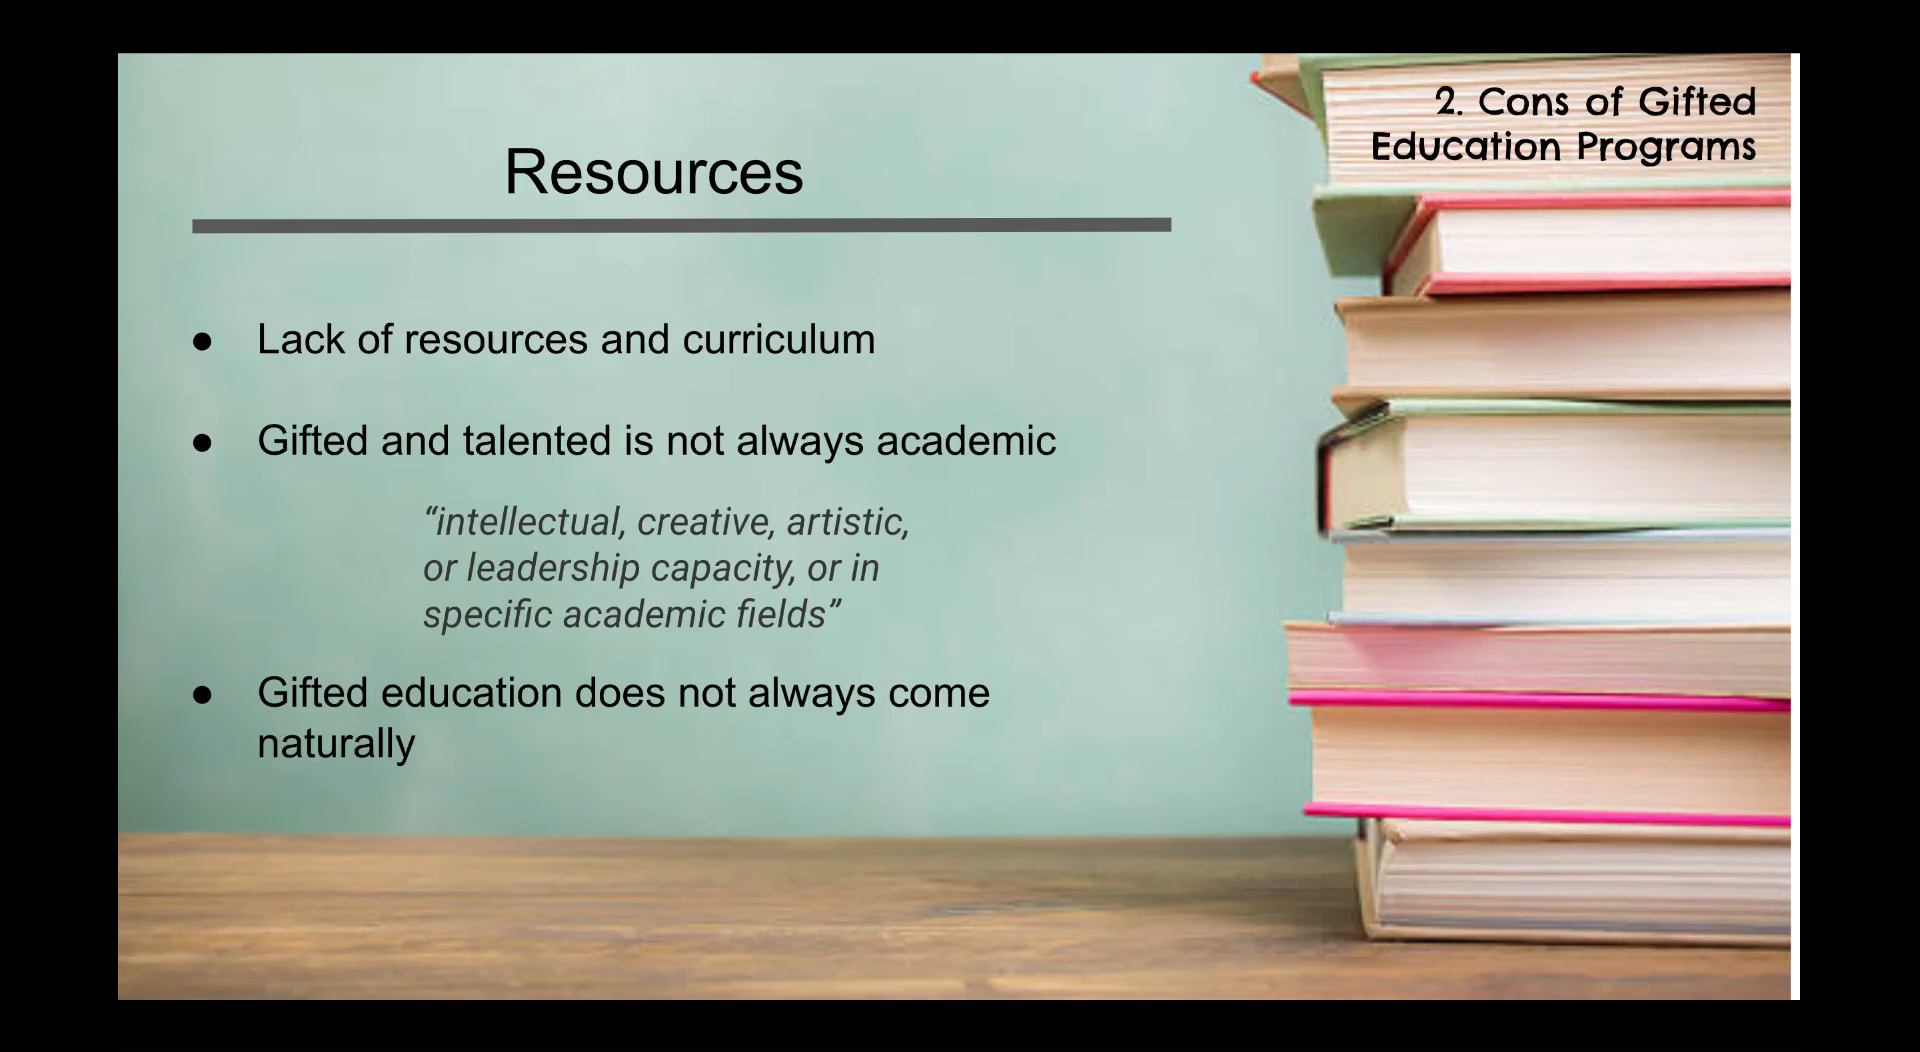 2. Cons of Gifted
Education Programs
Resources
● Lack of resources and curriculum
● Gifted and talented is not always academic
“intellectual, creative, artistic,
or leadership capacity, or in
specific academic fields”
● Gifted education does not always come
naturally